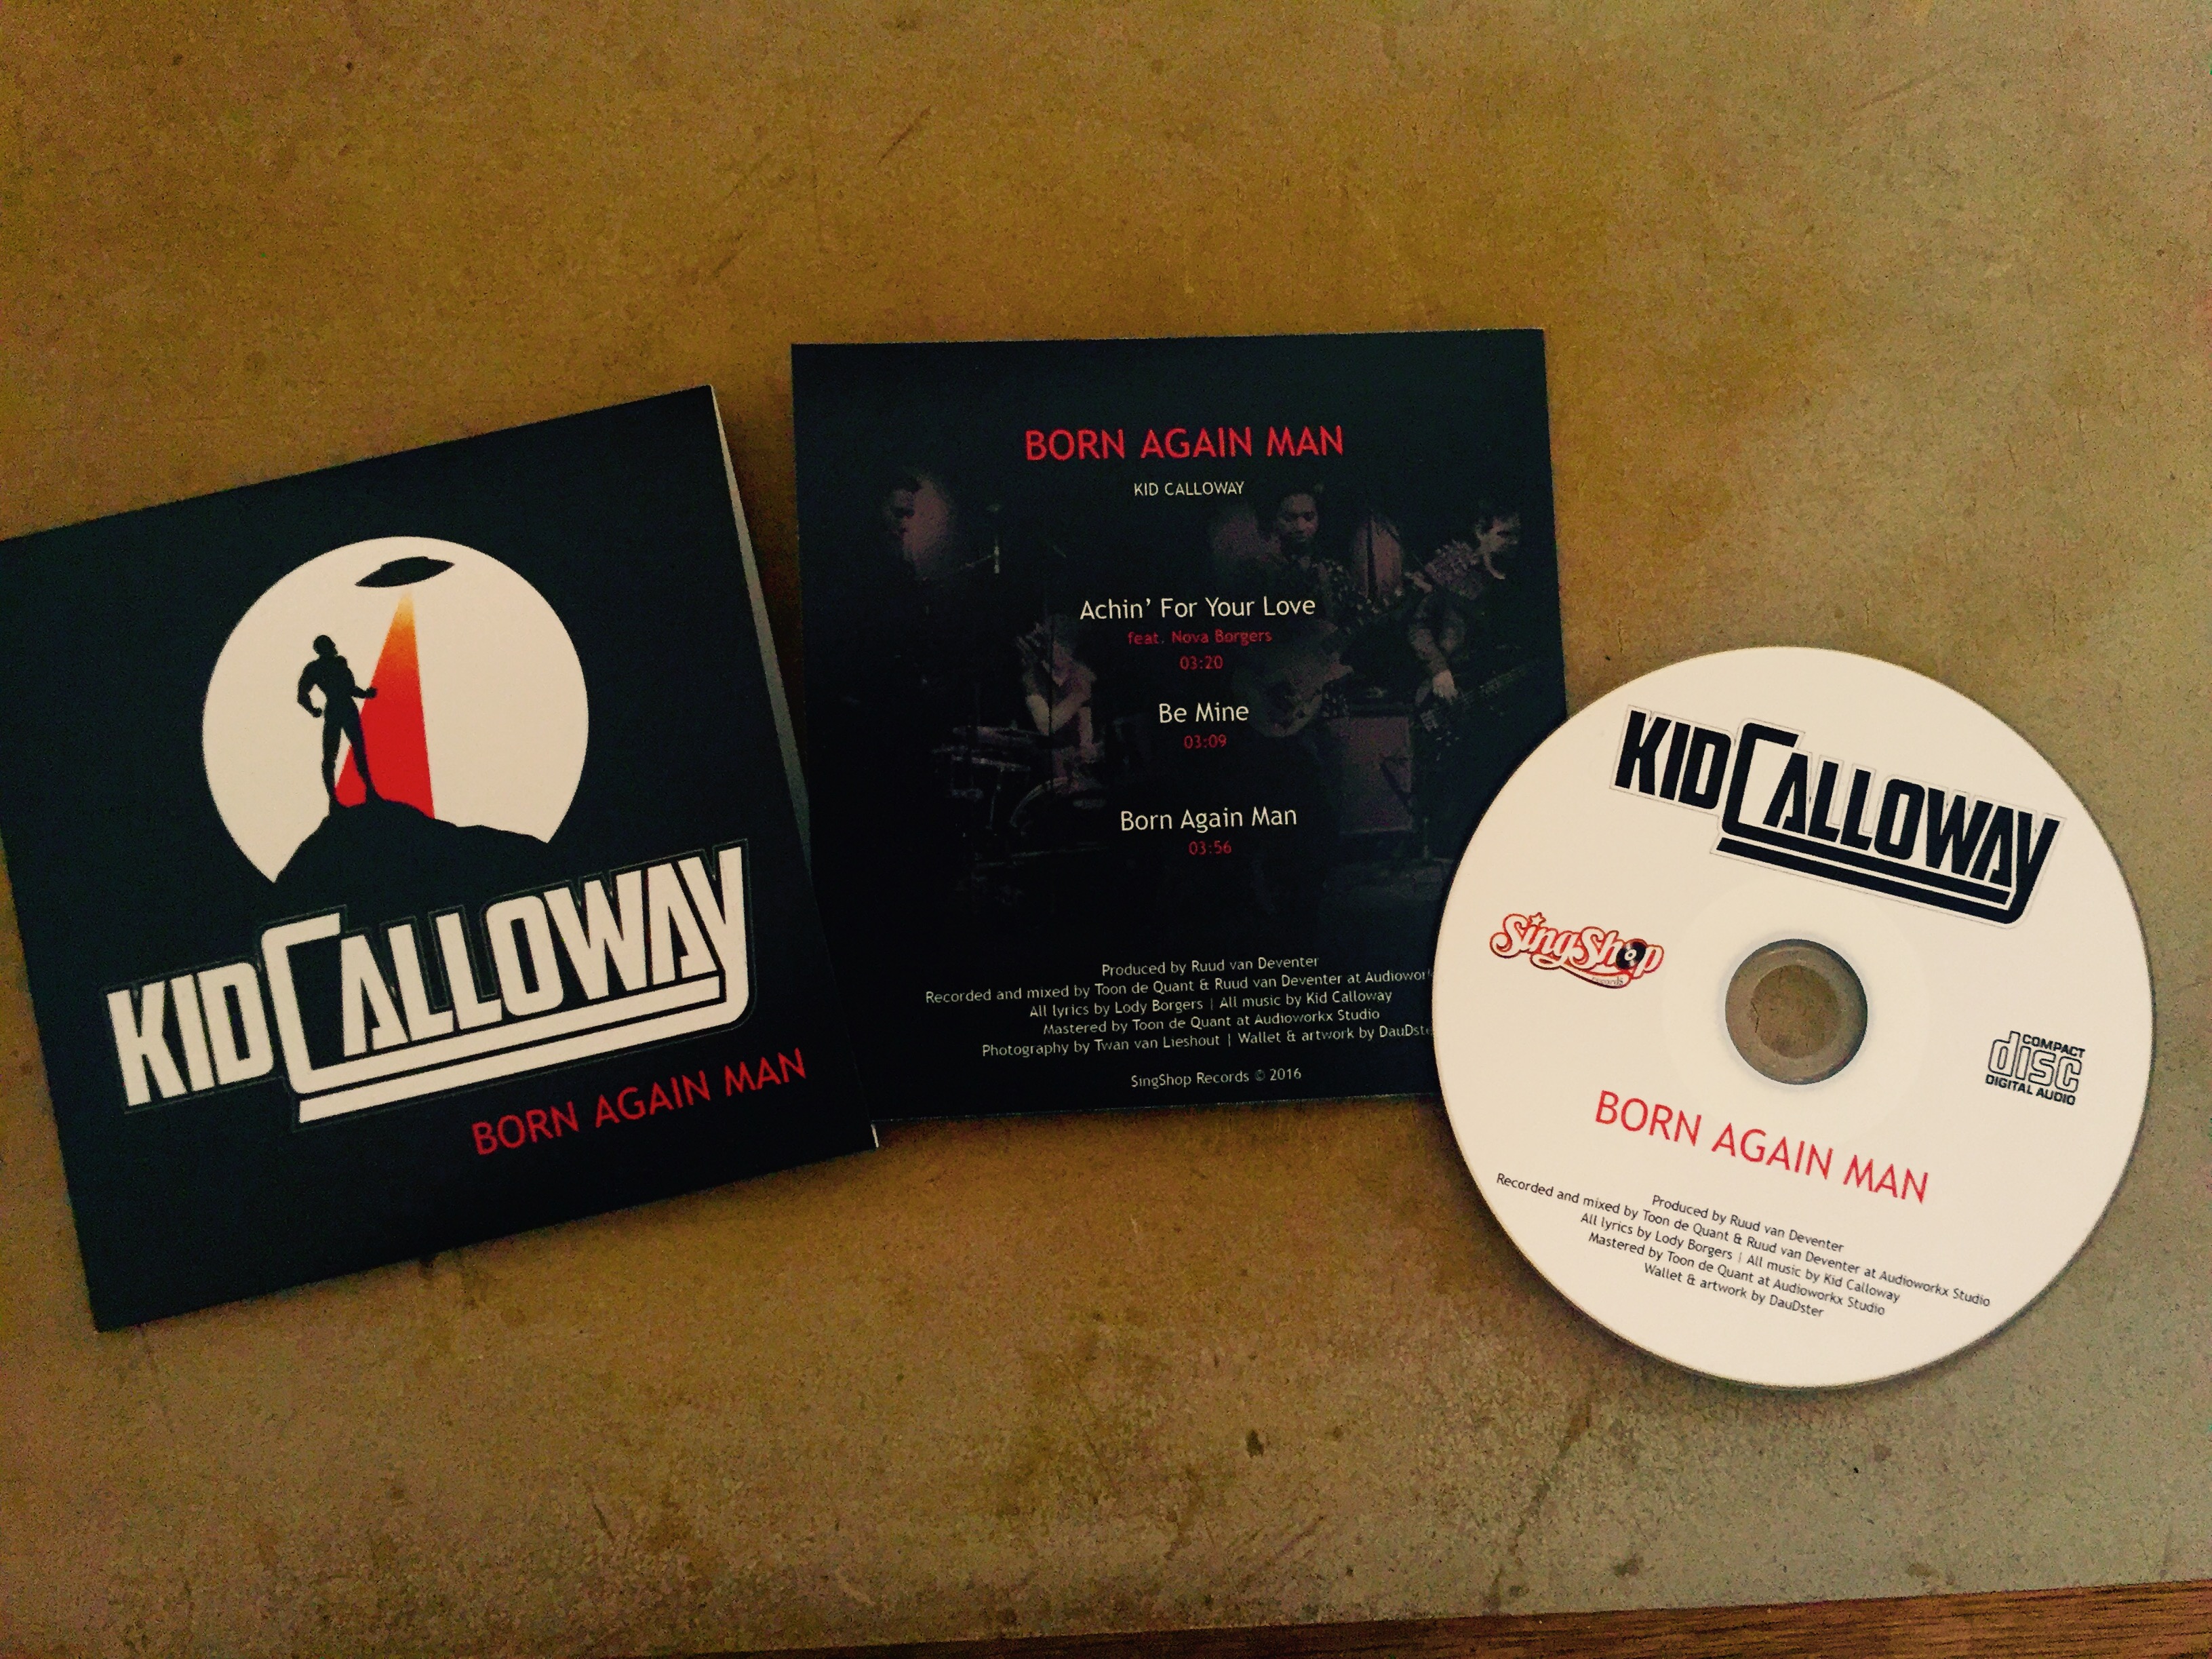 KID CALLOWAY
BORN AGAIN MAN
BORN AGAIN MAN
KID CALLOWAY
Achin' For Your Love
feat. Nova Borgers
03:20
Be Mine
03:09
Born Again Man
03:56
Produced by Ruud van Deventer
Recorded and mixed by Toon de Quant & Ruud van Deventer at
All lyrics by Lody Borgers | All music by Kid Calloway
Mastered by Toon de Quant at Audioworkx Studio
Photography by Twan van Lieshout | Wallet & artwork by
SingShop Records © 2016
KID CALLOWAY
SingShop
records
COMPACT
disc
DIGITAL AUDIO
BORN AGAIN MAN
Produced by Ruud van Deventer
Recorded and mixed by Toon de Quant & Ruud van Deventer at Audioworkx Studio
All lyrics by Lody Borgers | All music by Kid Calloway
Mastered by Toon de Quant at Audioworkx Studio
Wallet & artwork by DauDster